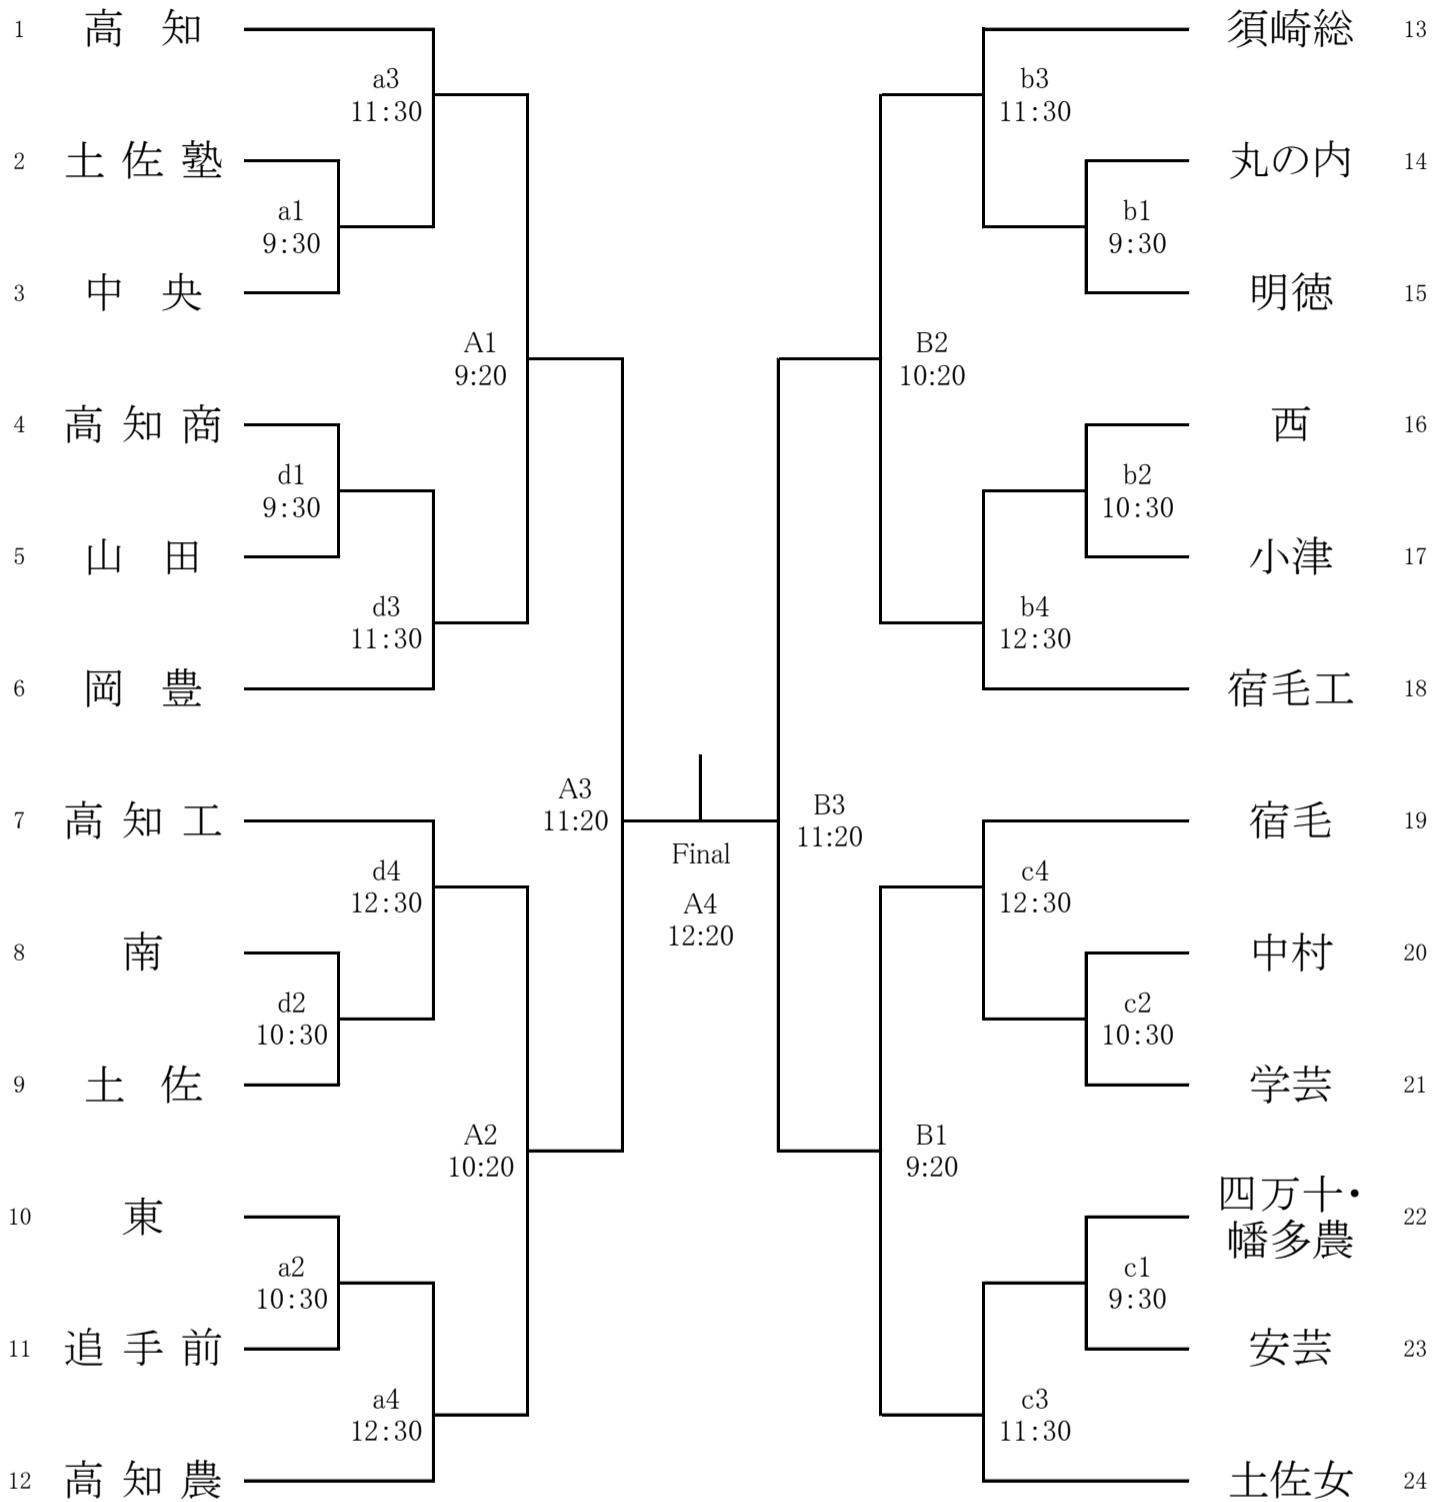 1 高 知
a3
11:30
2 土 佐 塾
a1
9:30
3 中 央
A1
9:20
4 高 知 商
d1
9:30
5 山 田
d3
11:30
6 岡 豊
7 高 知 工
A3
11:20
d4
12:30
8 南
d2
10:30
9 土 佐
A2
10:20
10 東
a2
10:30
11 追 手 前
a4
12:30
12 高 知 農
Final
A4
12:20
須崎総 13
b3
11:30
丸の内 14
b1
9:30
明徳 15
B2
10:20
西 16
b2
10:30
小津 17
b4
12:30
宿毛工 18
B3
11:20
宿毛 19
c4
12:30
中村 20
c2
10:30
学芸 21
B1
9:20
四万十・
幡多農 22
c1
9:30
安芸 23
c3
11:30
土佐女 24